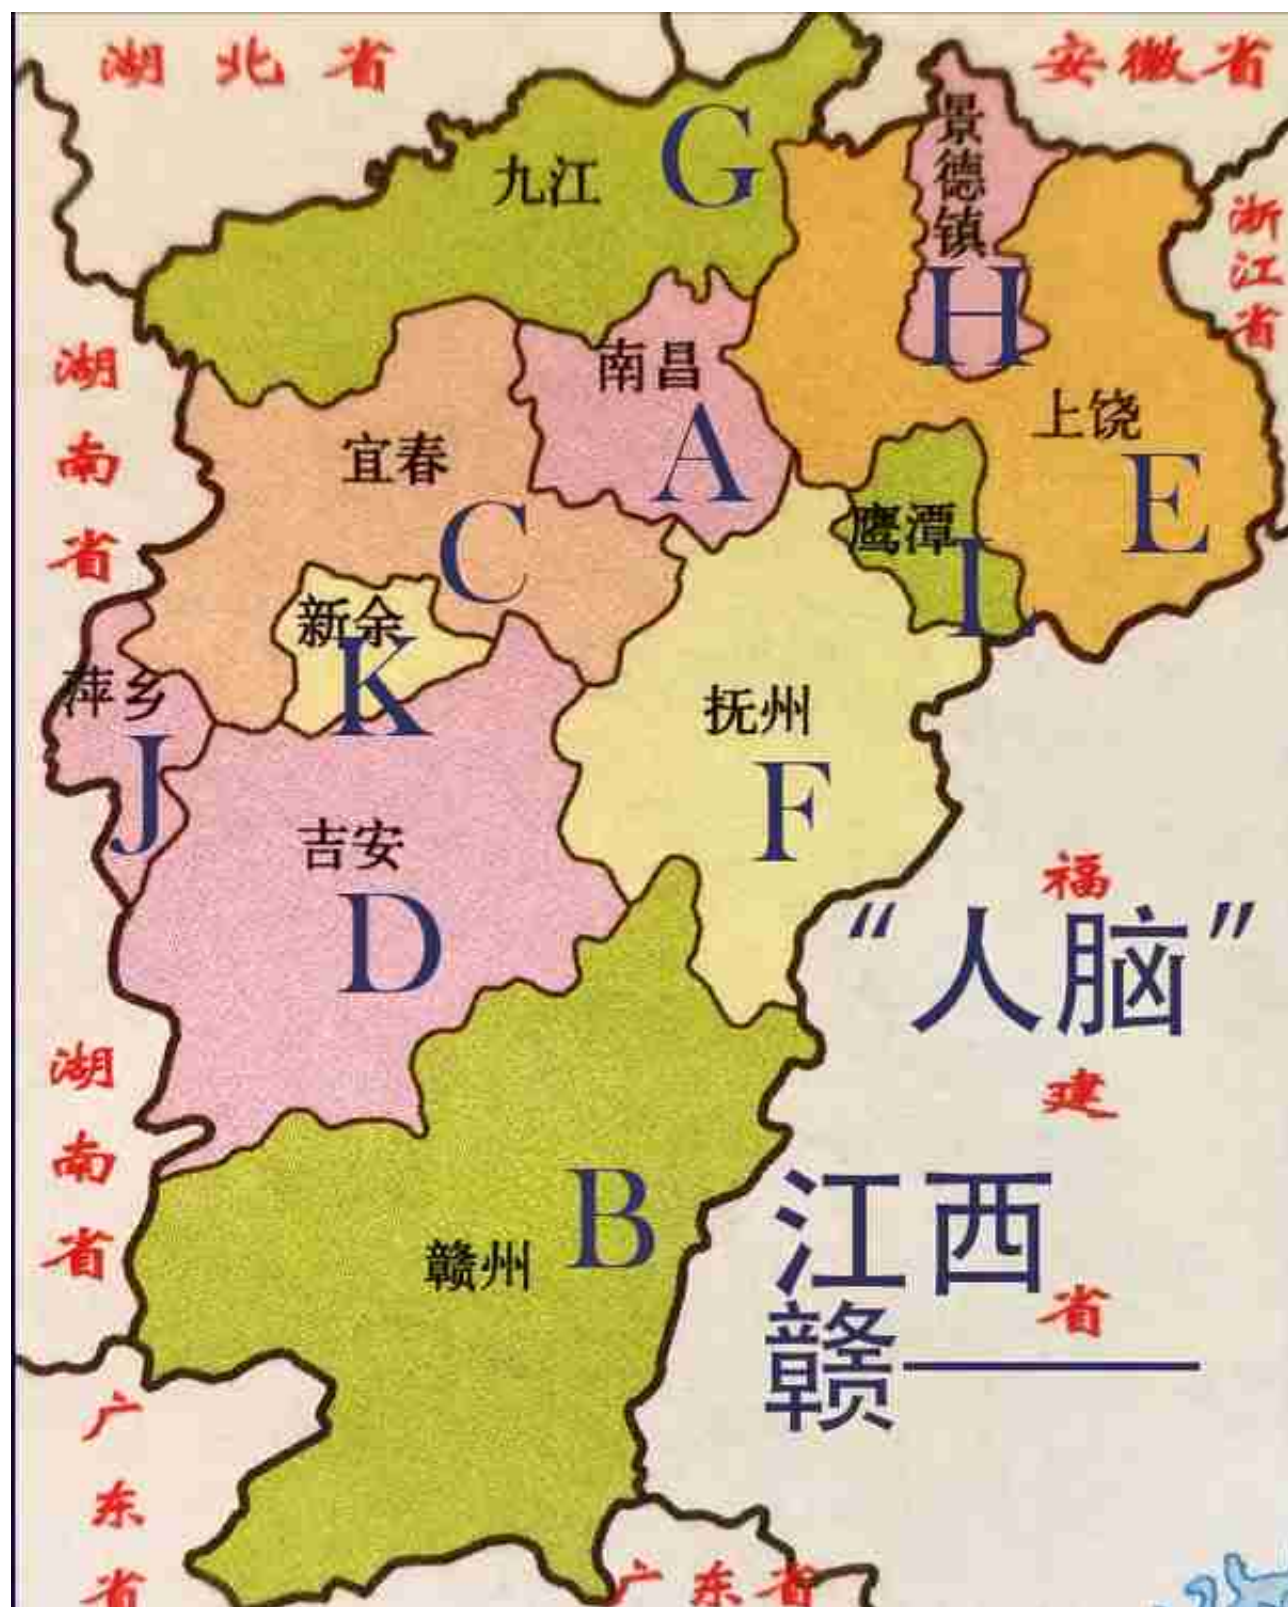 湖北省
安徽省
景德镇
九江
G
浙江省
H
湖南省
南昌
A
上饶
E
宜春
C
鹰潭
L
新余
K
萍乡
J
抚州
F
吉安
D
福建省
“人脑”
湖南省
江西
赣
B
赣州
广东省
广东省